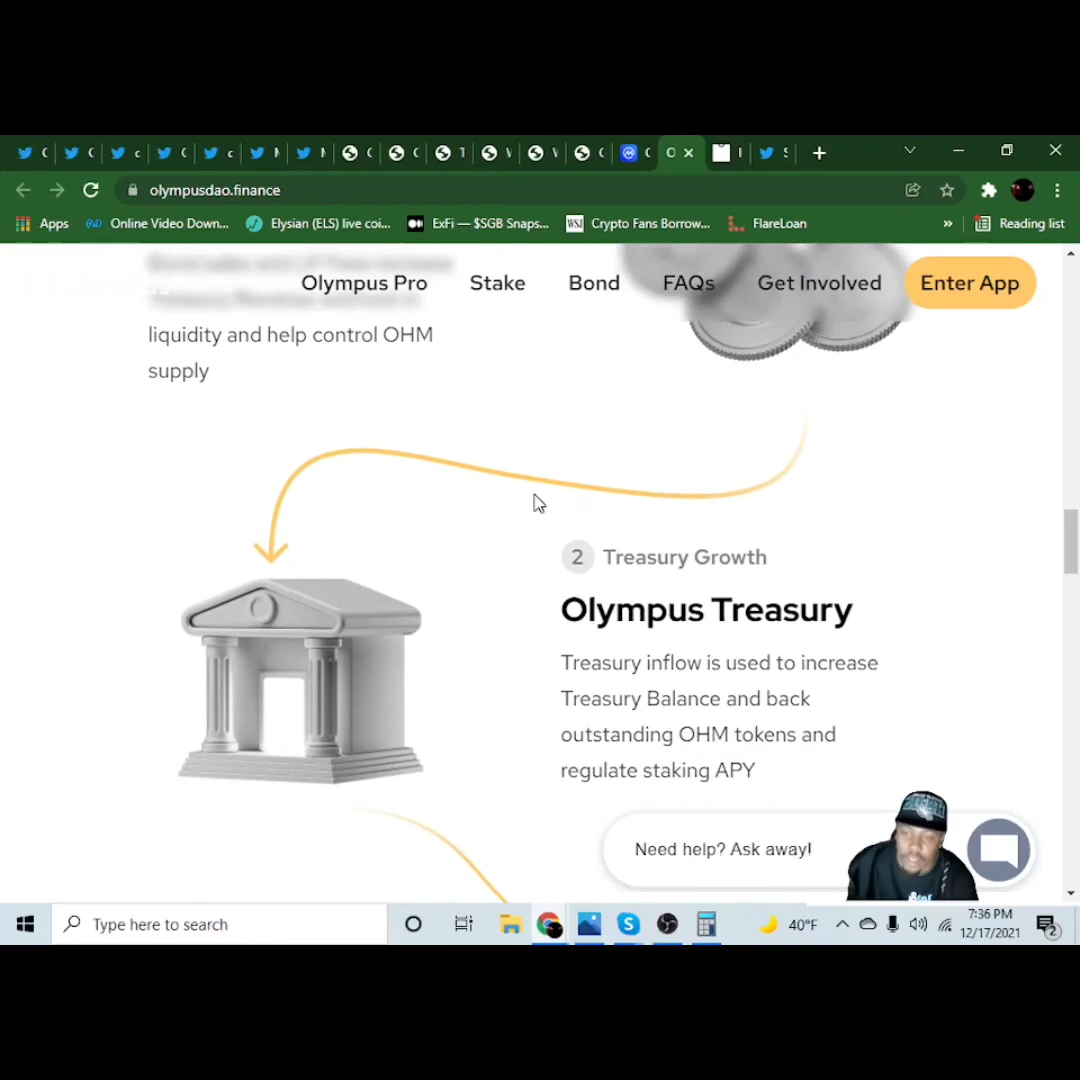 olympusdao.finance
Apps
Online Video Down...
Elysian (ELS) live coi...
ExFi — $SGB Snaps...
WSJ
Crypto Fans Borrow...
FlareLoan
»
Reading list
Olympus Pro
Stake
Bond
FAQs
Get Involved
Enter App
liquidity and help control OHM
supply
2 Treasury Growth
Olympus Treasury
Treasury inflow is used to increase
Treasury Balance and back
outstanding OHM tokens and
regulate staking APY
Need help? Ask away!
Type here to search
40°F
7:36 PM
12/17/2021
2